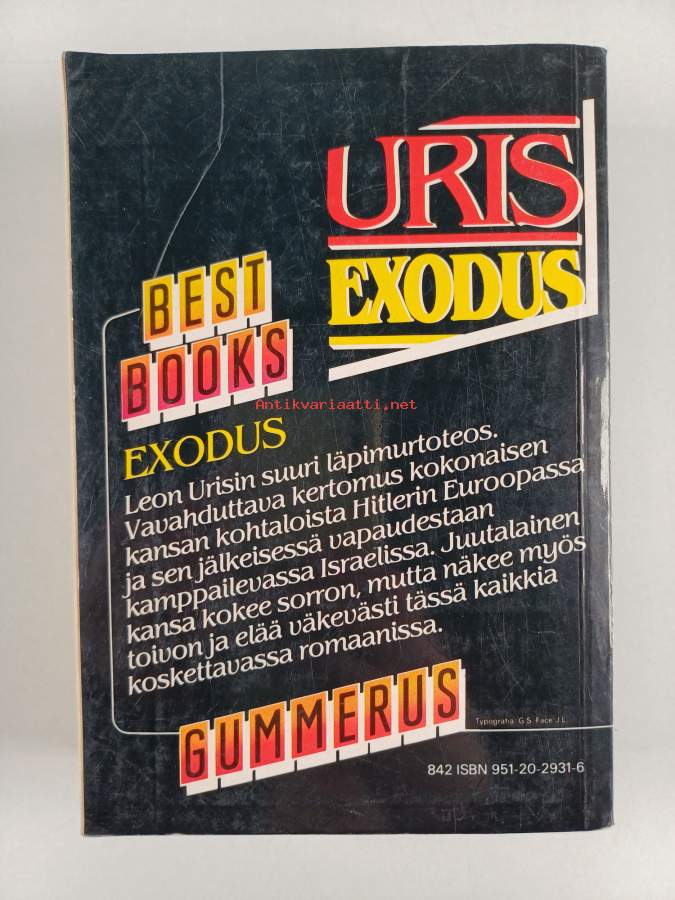 URIS
EXODUS
BEST
BOOKS
Antikvariaatti.net
EXODUS
Leon Urisin suuri läpimurtoteos.
Vavahduttava kertomus kokonaisen
kansan kohtaloista Hitlerin Euroopassa
ja sen jälkeisessä vapaudestaan
kamppailevassa Israelissa. Juutalainen
kansa kokee sorron, mutta näkee myös
toivon ja elää väkevästi tässä kaikkia
koskettavassa romaanissa.
GUMMERUS
Typografia: G.S. Face J.L.
842 ISBN 951-20-2931-6